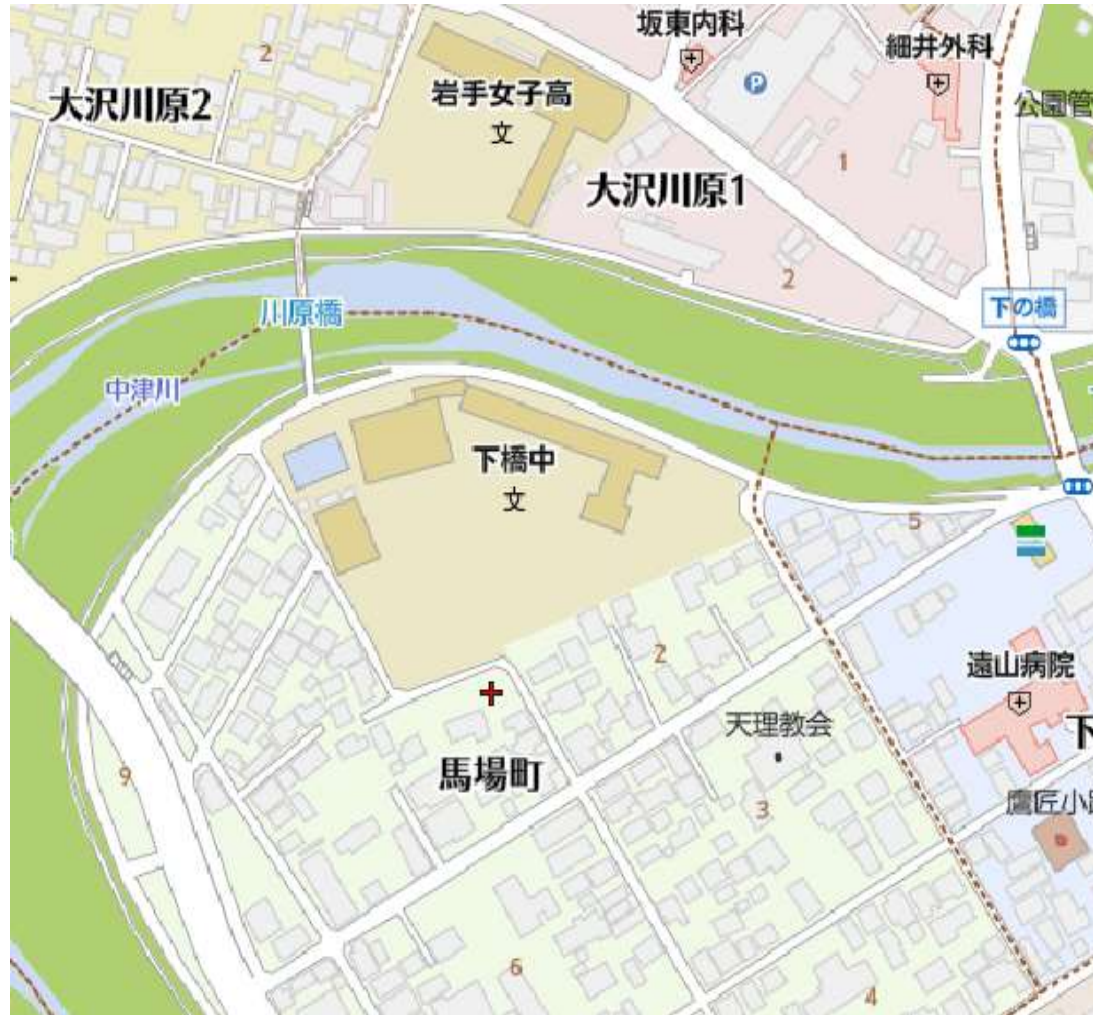 坂東内科
細井外科
2
岩手女子高
大沢川原2
文
公園管
1
大沢川原1
2
下の橋
川原橋
中津川
下橋中
文
5
2
遠山病院
天理教会
下
馬場町
9
3
鷹匠小路
6
4